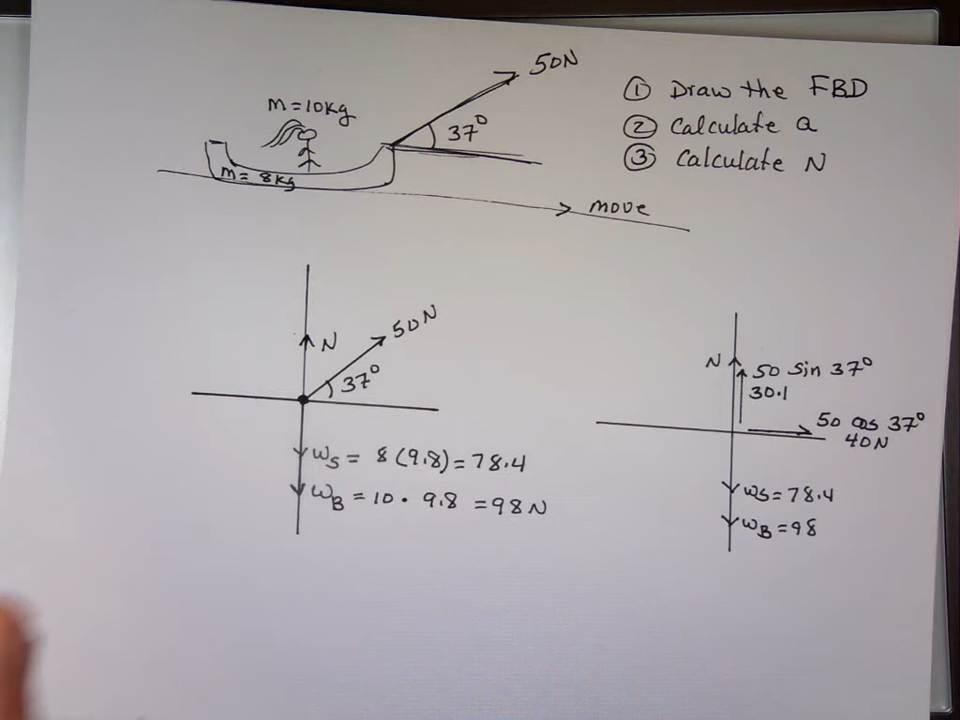 50N
m = 10kg
37°
m = 8kg
move
① Draw the FBD
② Calculate a
③ Calculate N
N
50N
37°
ws = 8(9.8) = 78.4
wB = 10 · 9.8 = 98N
N
50 sin 37°
30.1
50 cos 37°
40N
ws = 78.4
wB = 98